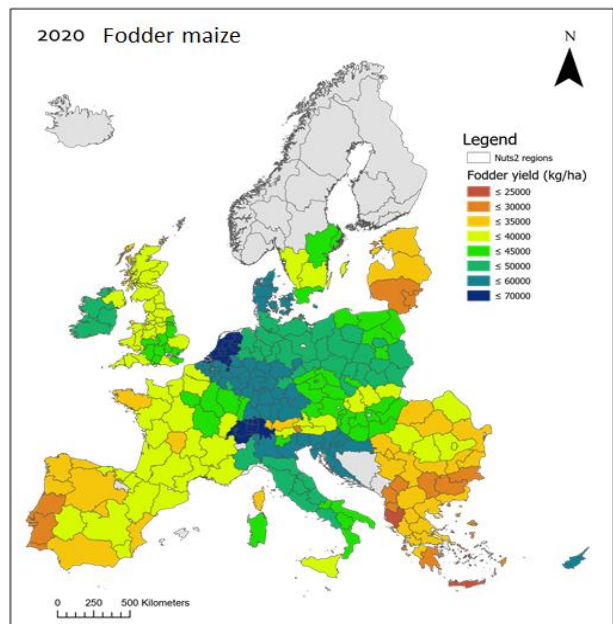 2020 Fodder maize
N
Legend
Nuts2 regions
Fodder yield (kg/ha)
≤ 25000
≤ 30000
≤ 35000
≤ 40000
≤ 45000
≤ 50000
≤ 60000
≤ 70000
0 250 500 Kilometers